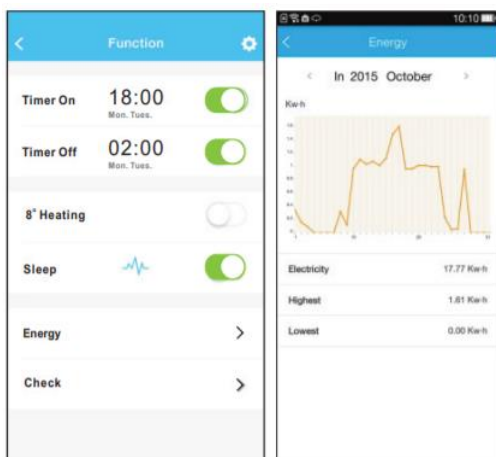 Function
Timer On
18:00
Mon. Tues.
Timer Off
02:00
Mon. Tues.
8° Heating
Sleep
Energy
Check
10:10
Energy
In 2015 October
Kw·h
Electricity
17.77 Kw·h
Highest
1.61 Kw·h
Lowest
0.00 Kw·h